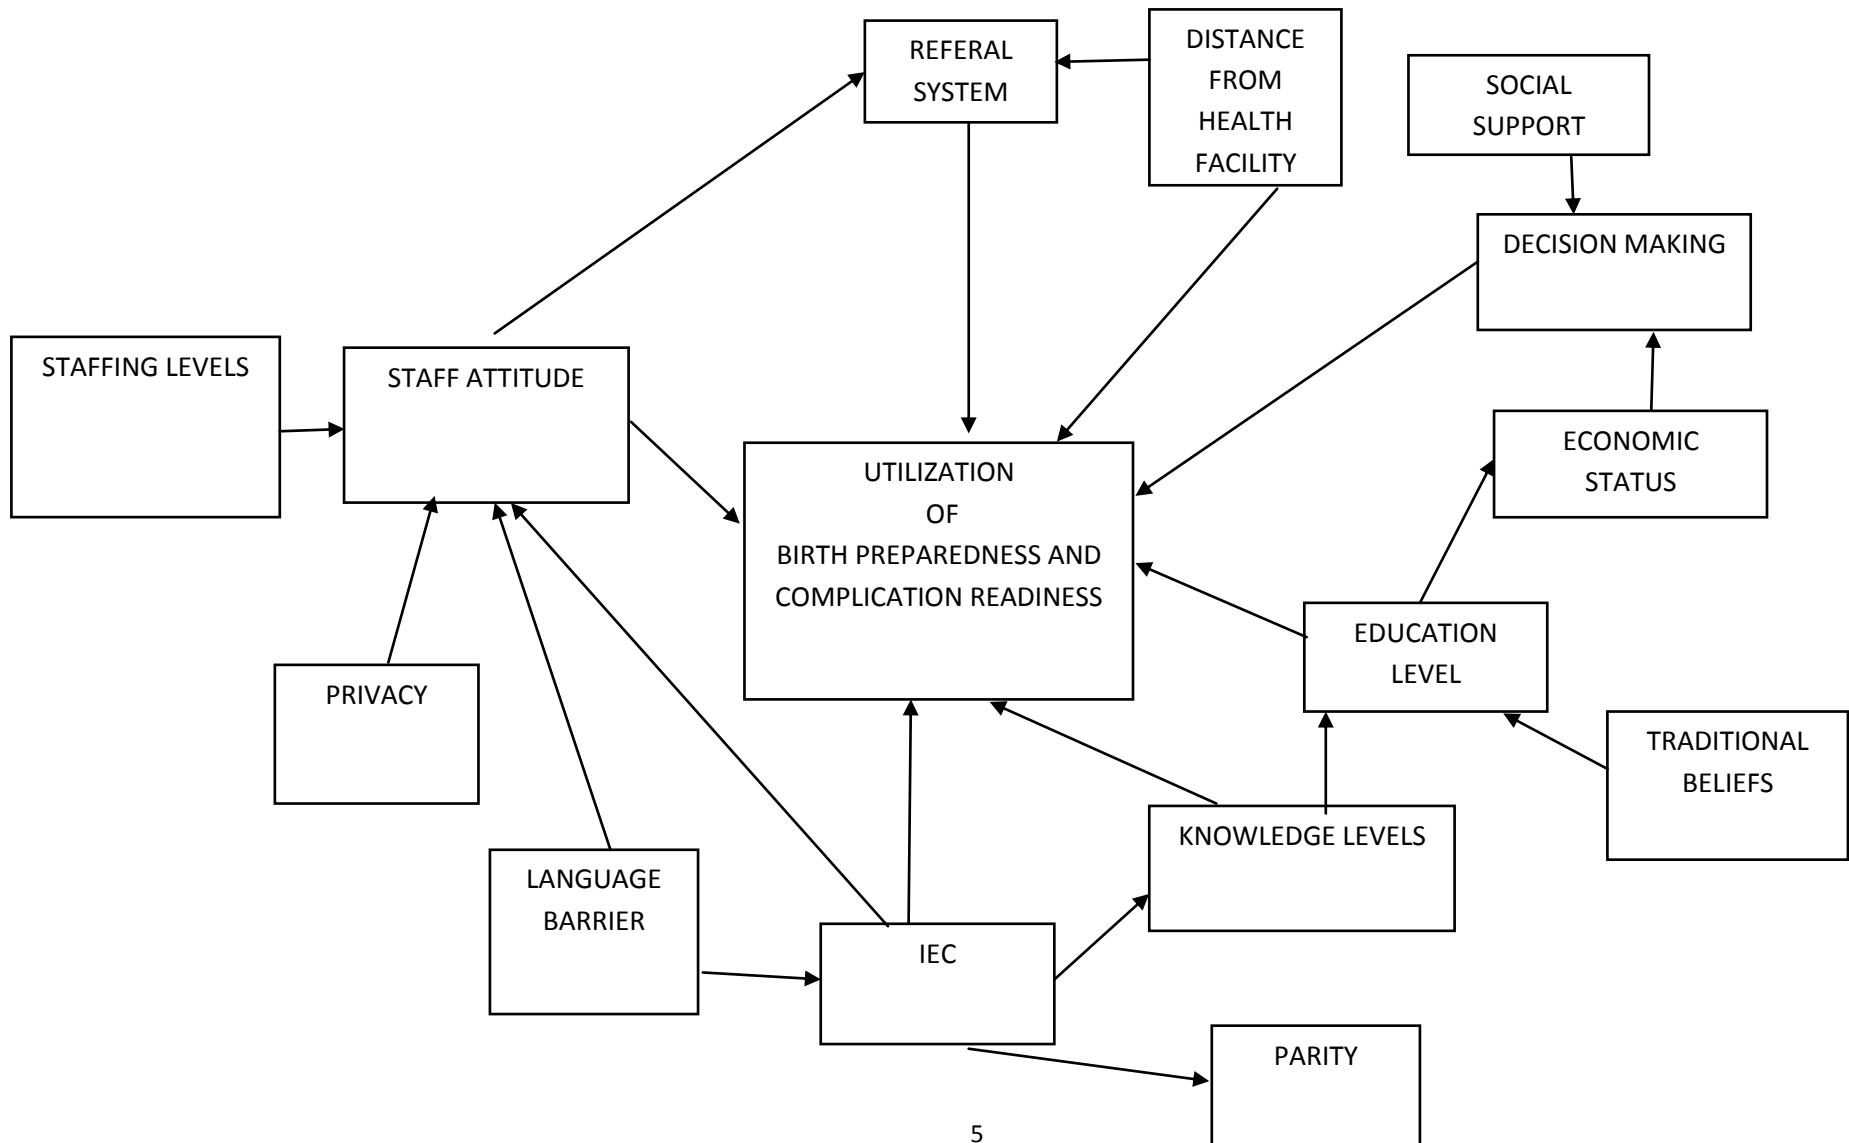 REFERAL
SYSTEM
DISTANCE
FROM
HEALTH
FACILITY
SOCIAL
SUPPORT
DECISION MAKING
STAFFING LEVELS
STAFF ATTITUDE
ECONOMIC
STATUS
UTILIZATION
OF
BIRTH PREPAREDNESS AND
COMPLICATION READINESS
EDUCATION
LEVEL
PRIVACY
TRADITIONAL
BELIEFS
KNOWLEDGE LEVELS
LANGUAGE
BARRIER
IEC
PARITY
5